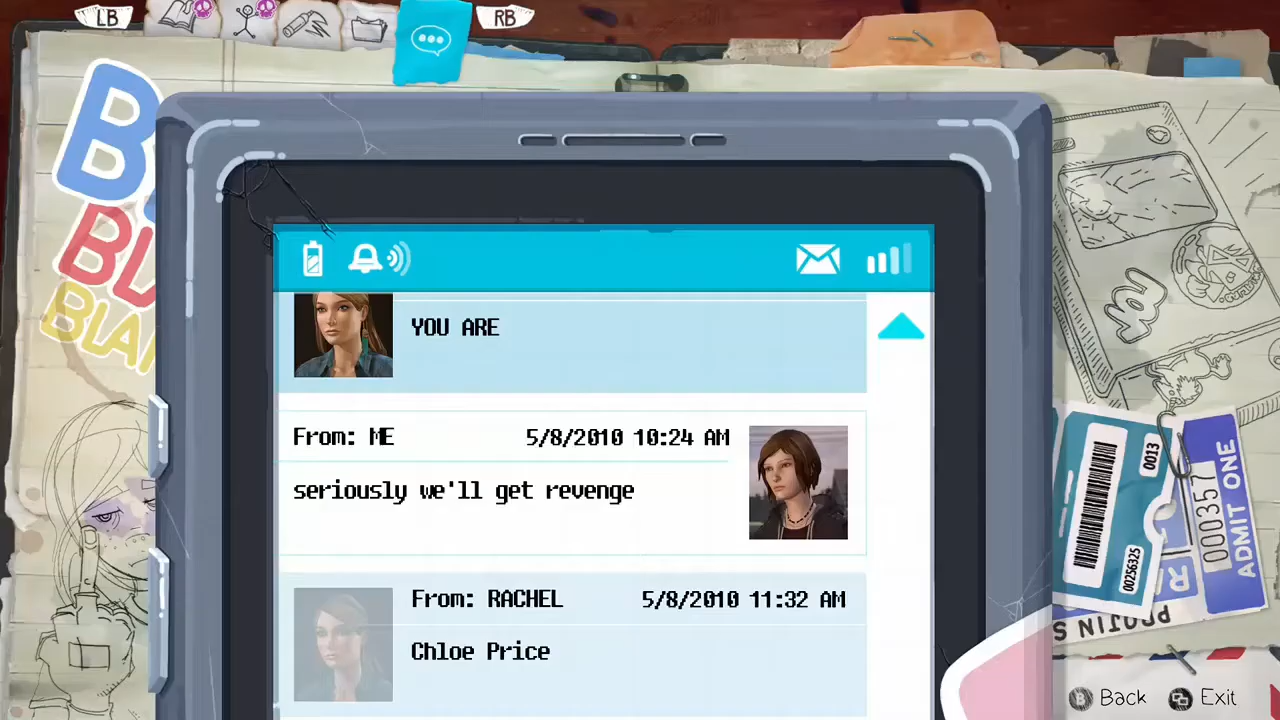 LB
RB
YOU ARE
From: ME
5/8/2010 10:24 AM
seriously we'll get revenge
From: RACHEL
5/8/2010 11:32 AM
Chloe Price
0013
00256325
000357
ADMIT ONE
Back
Exit